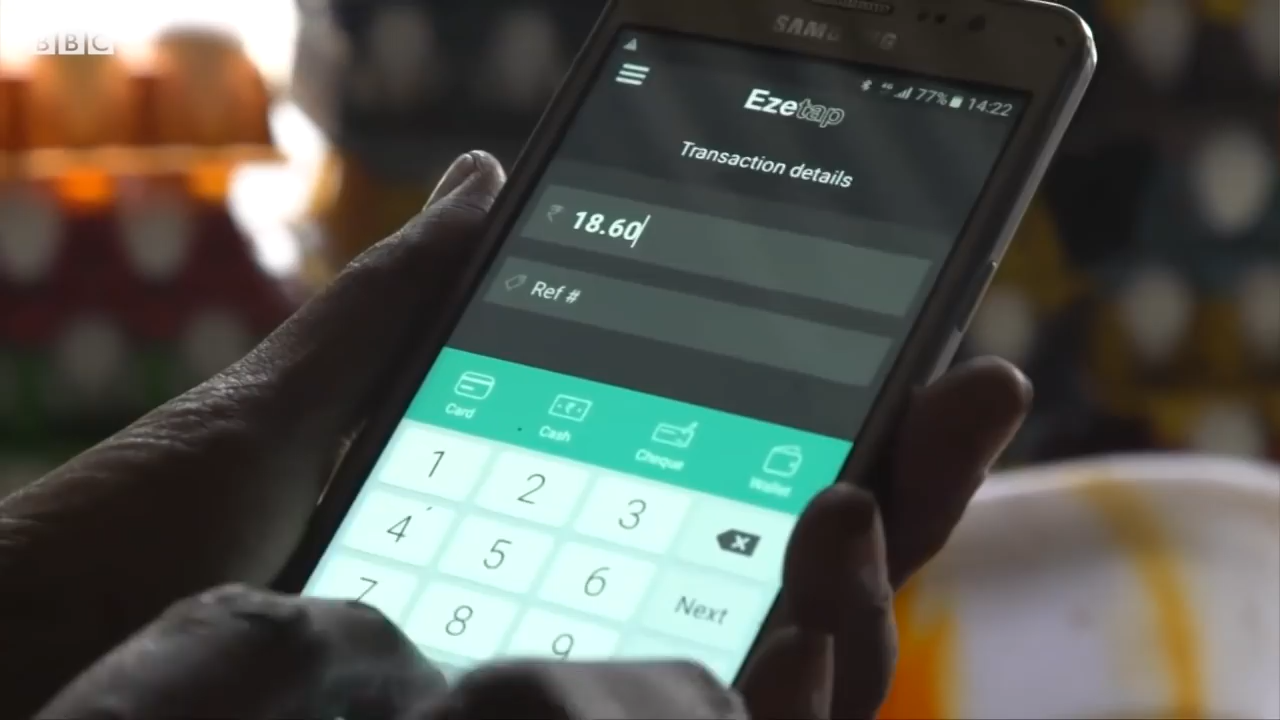 BBC
SAMSUNG
4G 77% 14:22
Ezetap
Transaction details
₹ 18.60
Ref #
Card Cash Cheque Wallet
1 2 3
4 5 6 Next
7 8 9